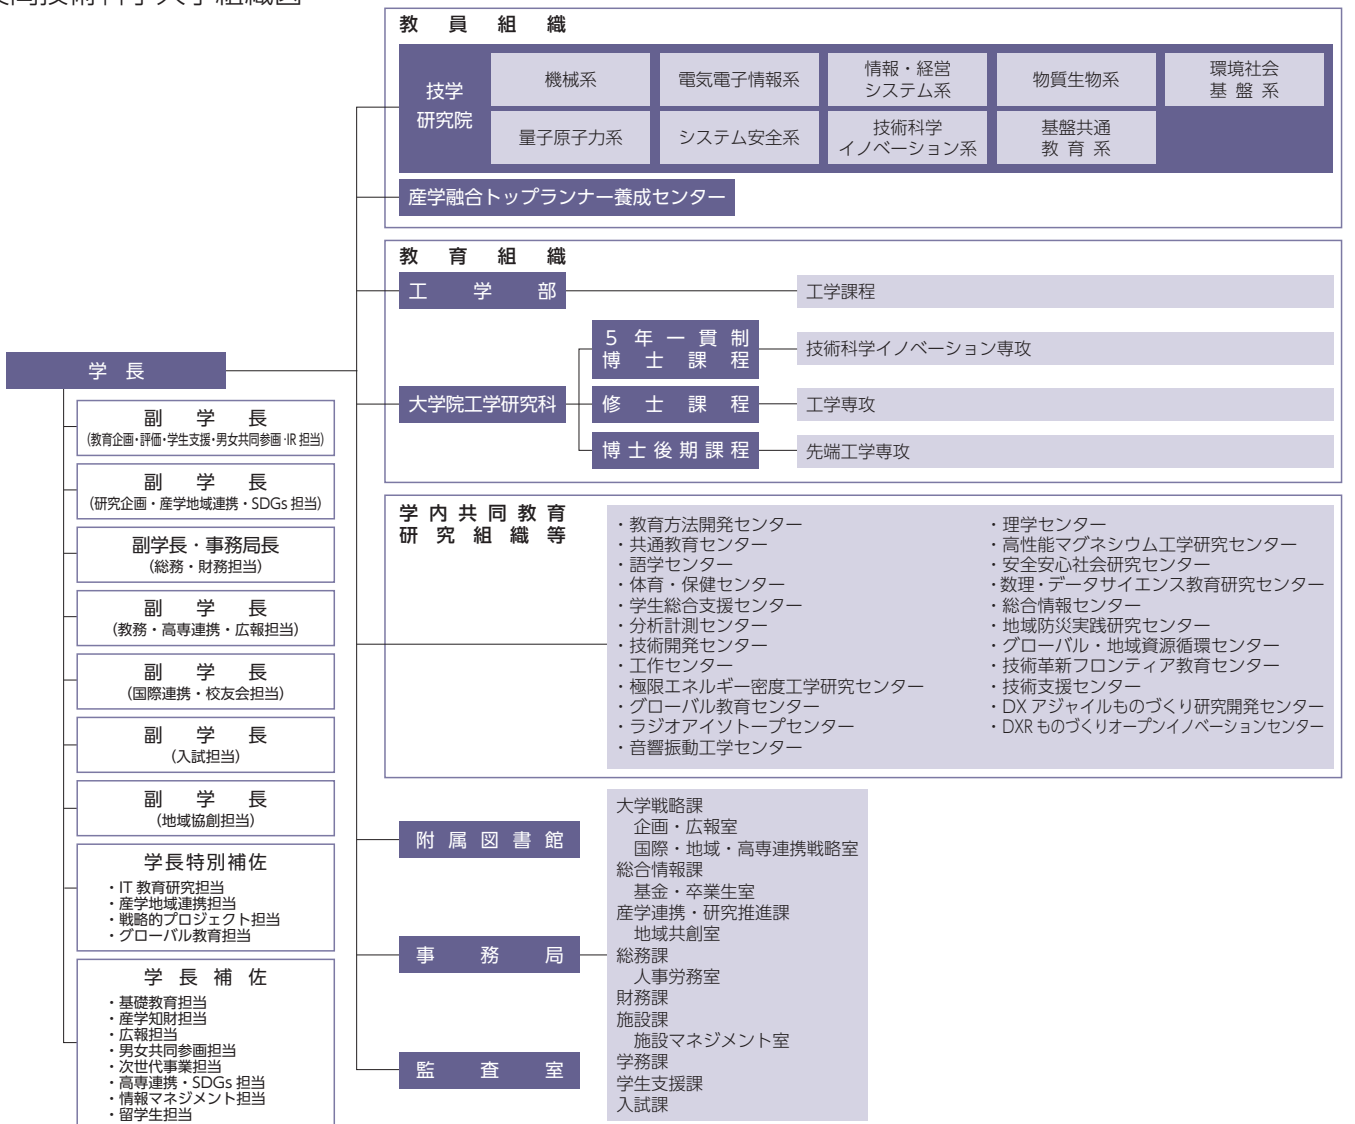 技術科学大学組織図
教員組織
技学
研究院
機械系
電気電子情報系
情報・経営
システム系
物質生物系
環境社会
基盤系
量子原子力系
システム安全系
技術科学
イノベーション系
基盤共通
教育系
産学融合トップランナー養成センター
教育組織
工学部
工学課程
5年一貫制
博士課程
技術科学イノベーション専攻
大学院工学研究科
修士課程
工学専攻
博士後期課程
先端工学専攻
学長
副学長
(教育企画・評価・学生支援・男女共同参画・IR担当)
副学長
(研究企画・産学地域連携・SDGs担当)
副学長・事務局長
(総務・財務担当)
副学長
(教務・高専連携・広報担当)
副学長
(国際連携・校友会担当)
副学長
(入試担当)
副学長
(地域協創担当)
学長特別補佐
・IT教育研究担当
・産学地域連携担当
・戦略的プロジェクト担当
・グローバル教育担当
学長補佐
・基礎教育担当
・産学知財担当
・広報担当
・男女共同参画担当
・次世代事業担当
・高専連携・SDGs担当
・情報マネジメント担当
・留学生担当
学内共同教育
研究組織等
・教育方法開発センター
・共通教育センター
・語学センター
・体育・保健センター
・学生総合支援センター
・分析計測センター
・技術開発センター
・工作センター
・極限エネルギー密度工学研究センター
・グローバル教育センター
・ラジオアイソトープセンター
・音響振動工学センター
・理学センター
・高性能マグネシウム工学研究センター
・安全安心社会研究センター
・数理・データサイエンス教育研究センター
・総合情報センター
・地域防災実践研究センター
・グローバル・地域資源循環センター
・技術革新フロンティア教育センター
・技術支援センター
・DXアジャイルものづくり研究開発センター
・DXRものづくりオープンイノベーションセンター
附属図書館
事務局
監査室
大学戦略課
企画・広報室
国際・地域・高専連携戦略室
総合情報課
基金・卒業生室
産学連携・研究推進課
地域共創室
総務課
人事労務室
財務課
施設課
施設マネジメント室
学務課
学生支援課
入試課